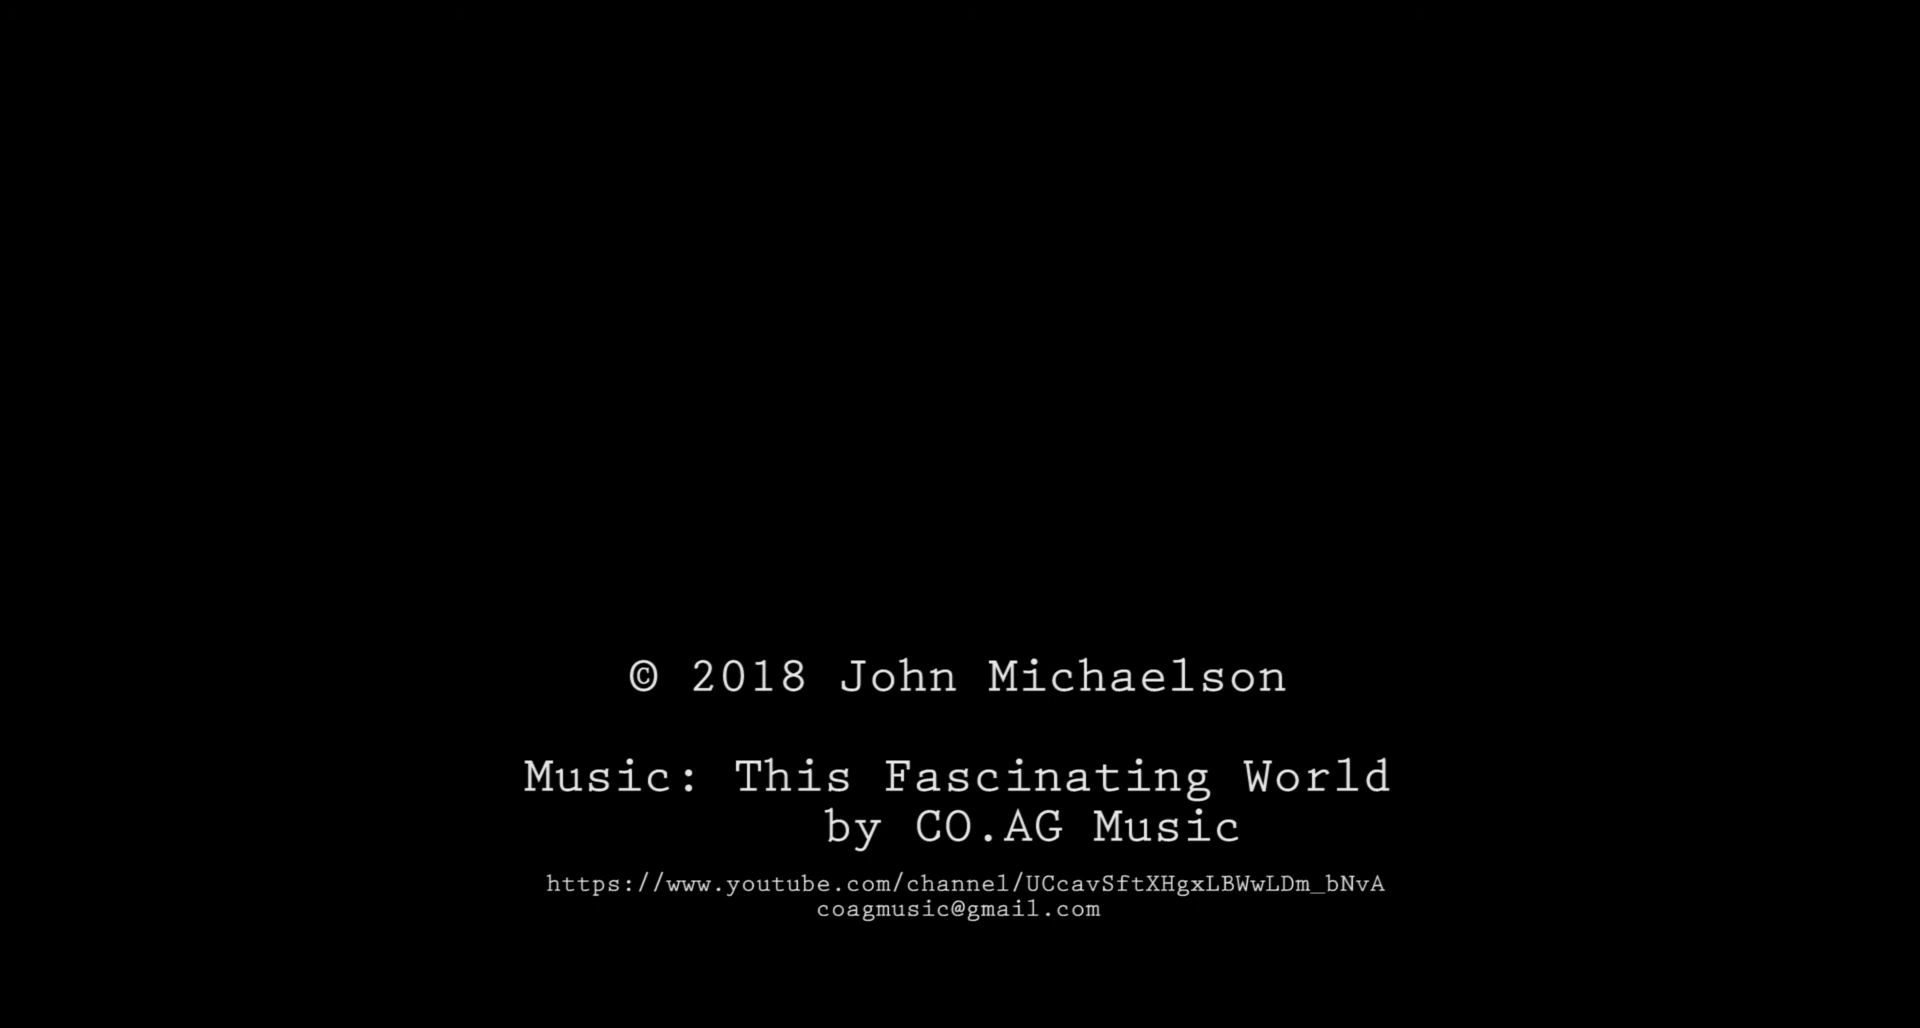 © 2018 John Michaelson
Music: This Fascinating World
by CO.AG Music
https://www.youtube.com/channel/UCcavSftXHgxLBWwLDm_bNvA
coagmusic@gmail.com